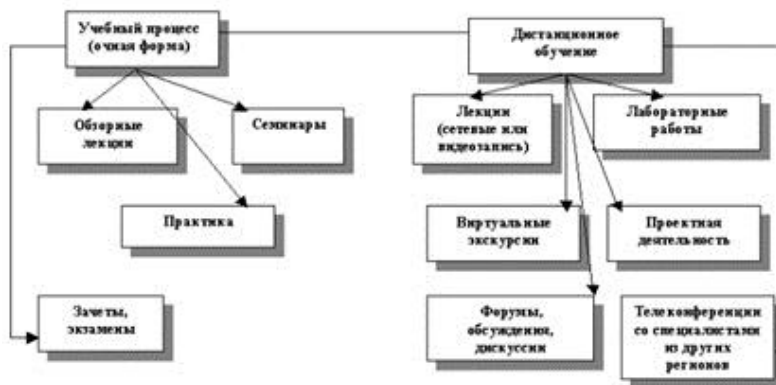 Учебный процесс
(очная форма)
Дистанционное
обучение
Обзорные
лекции
Семинары
Лекции
(сетевые или
видеозапись)
Лабораторные
работы
Практика
Виртуальные
экскурсии
Проектная
деятельность
Зачеты,
экзамены
Форумы,
обсуждения,
дискуссии
Телеконференции
со специалистами
из других
регионов